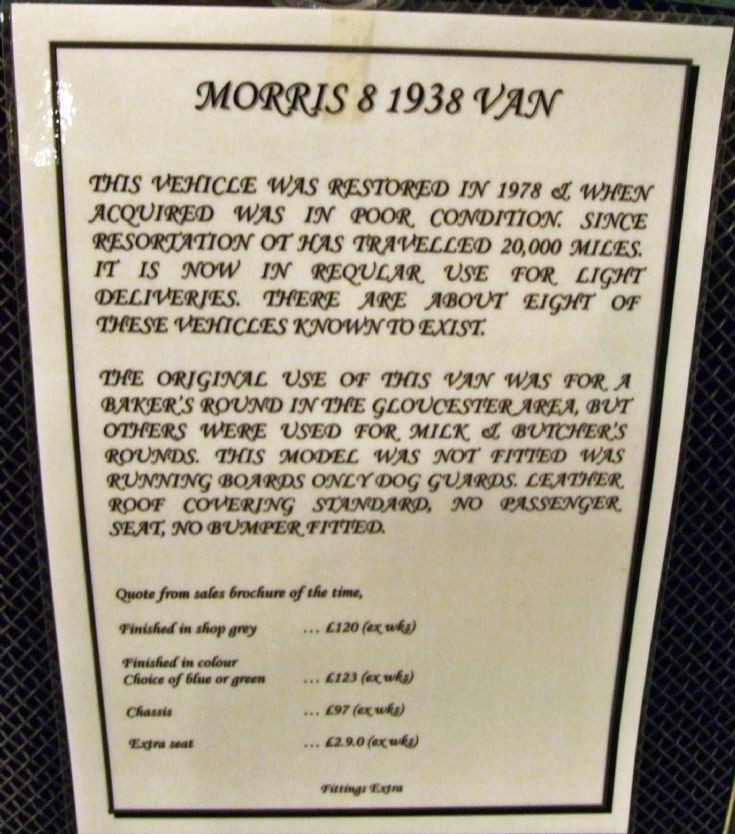 MORRIS 8 1938 VAN
THIS VEHICLE WAS RESTORED IN 1978 & WHEN
ACQUIRED WAS IN POOR CONDITION. SINCE
RESORTATION OT HAS TRAVELLED 20,000 MILES.
IT IS NOW IN REQULAR USE FOR LIGHT
DELIVERIES. THERE ARE ABOUT EIGHT OF
THESE VEHICLES KNOWN TO EXIST.
THE ORIGINAL USE OF THIS VAN WAS FOR A
BAKER'S ROUND IN THE GLOUCESTER AREA, BUT
OTHERS WERE USED FOR MILK & BUTCHER'S
ROUNDS. THIS MODEL WAS NOT FITTED WAS
RUNNING BOARDS ONLY DOG GUARDS. LEATHER
ROOF COVERING STANDARD, NO PASSENGER
SEAT, NO BUMPER FITTED.
Quote from sales brochure of the time,
Finished in shop grey ... £120 (ex wks)
Finished in colour
Choice of blue or green ... £123 (ex wks)
Chassis ... £97 (ex wks)
Extra seat ... £2.9.0 (ex wks)
Fittings Extra